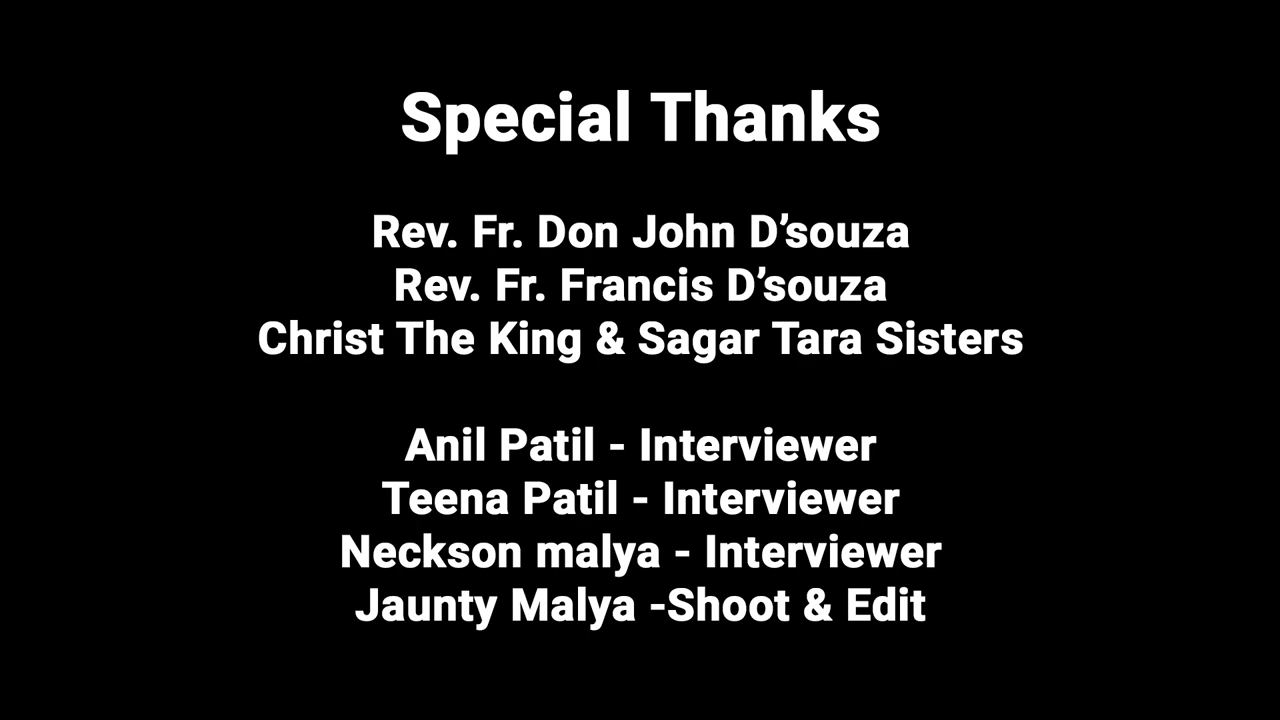 Special Thanks
Rev. Fr. Don John D’souza
Rev. Fr. Francis D’souza
Christ The King & Sagar Tara Sisters
Anil Patil - Interviewer
Teena Patil - Interviewer
Neckson malya - Interviewer
Jaunty Malya -Shoot & Edit